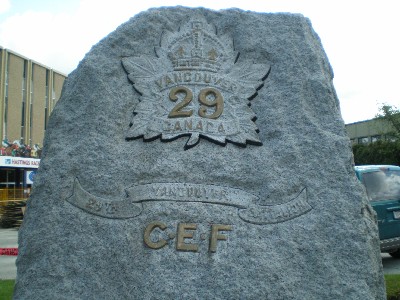 VANCOUVER
29
CANADA
VANCOUVER
CEF
HASTINGS